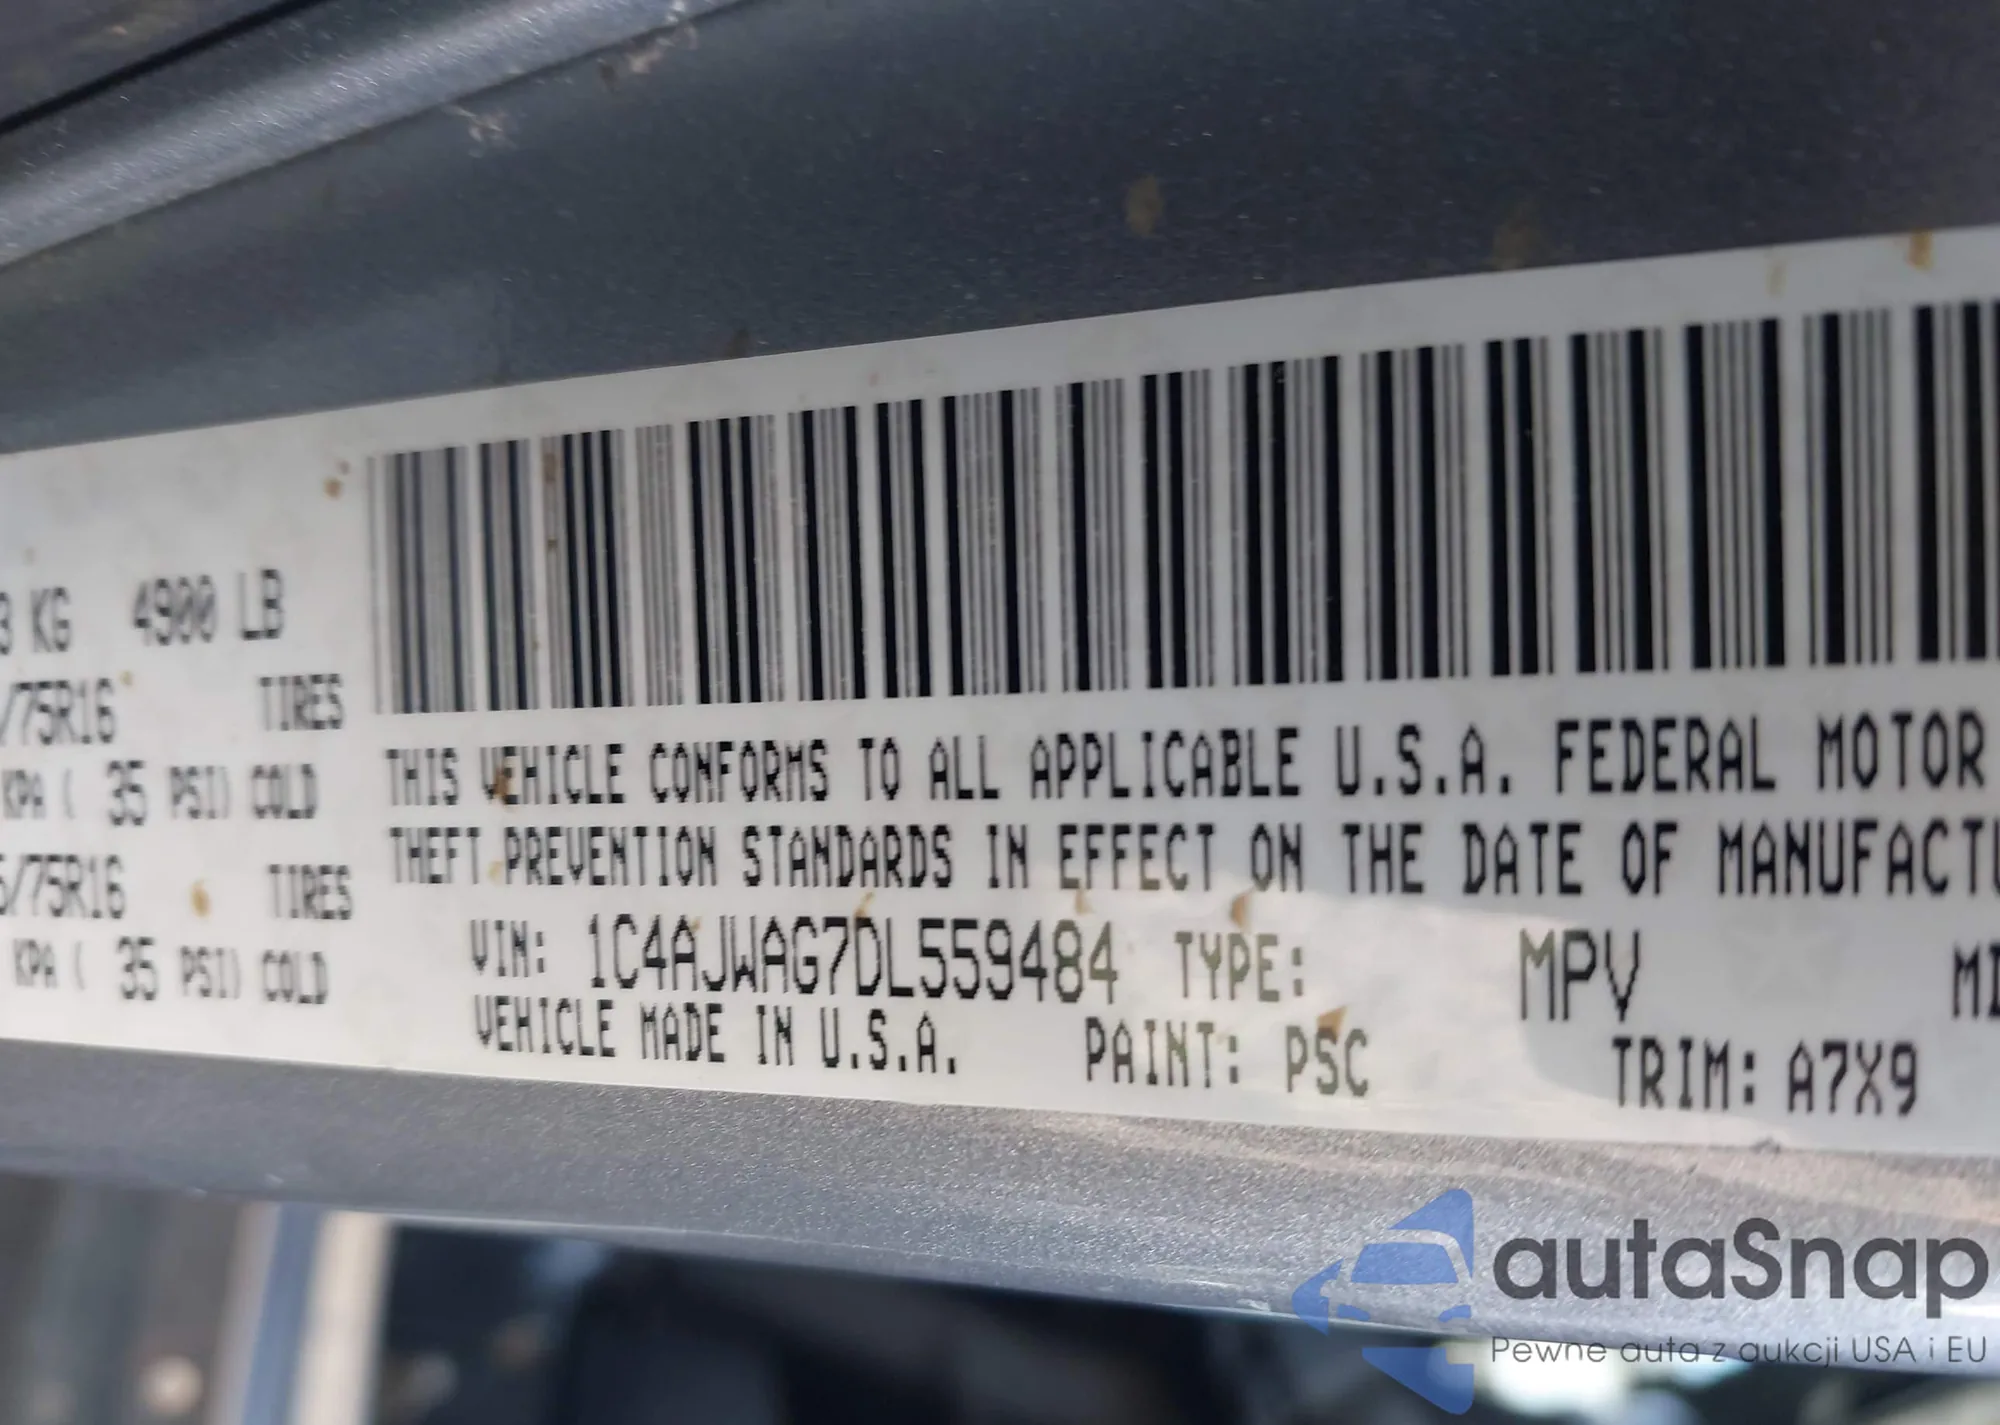 3 KG 4900 LB
/75R16 TIRES
KPA ( 35 PSI) COLD
5/75R16 TIRES
KPA ( 35 PSI) COLD
THIS VEHICLE CONFORMS TO ALL APPLICABLE U.S.A. FEDERAL MOTOR
THEFT PREVENTION STANDARDS IN EFFECT ON THE DATE OF MANUFACTU
VIN: 1C4AJWAG7DL559484 TYPE: MPV
VEHICLE MADE IN U.S.A. PAINT: PSC TRIM: A7X9
autaSnap
Pewne auta z aukcji USA i EU